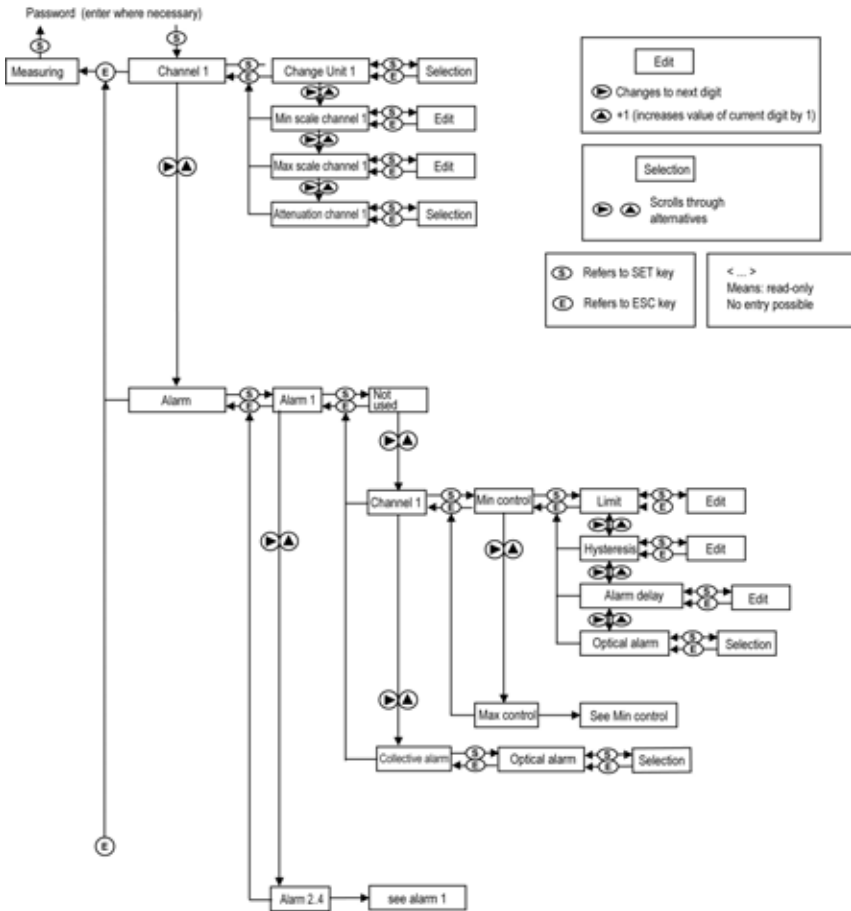 Password (enter where necessary)
S
S
Measuring
E
Channel 1
S
E
Change Unit 1
S
E
Selection
Min scale channel 1
S
E
Edit
Max scale channel 1
S
E
Edit
Attenuation channel 1
S
E
Selection
Edit
Changes to next digit
+1 (increases value of current digit by 1)
Selection
Scrolls through
alternatives
S Refers to SET key
E Refers to ESC key
< ... >
Means: read-only
No entry possible
Alarm
S
E
Alarm 1
S
E
Not
used
Channel 1
S
E
Min control
S
E
Limit
S
E
Edit
Hysteresis
S
E
Edit
Alarm delay
S
E
Edit
Optical alarm
S
E
Selection
Max control
See Min control
Collective alarm
S
E
Optical alarm
S
E
Selection
E
Alarm 2..4
see alarm 1